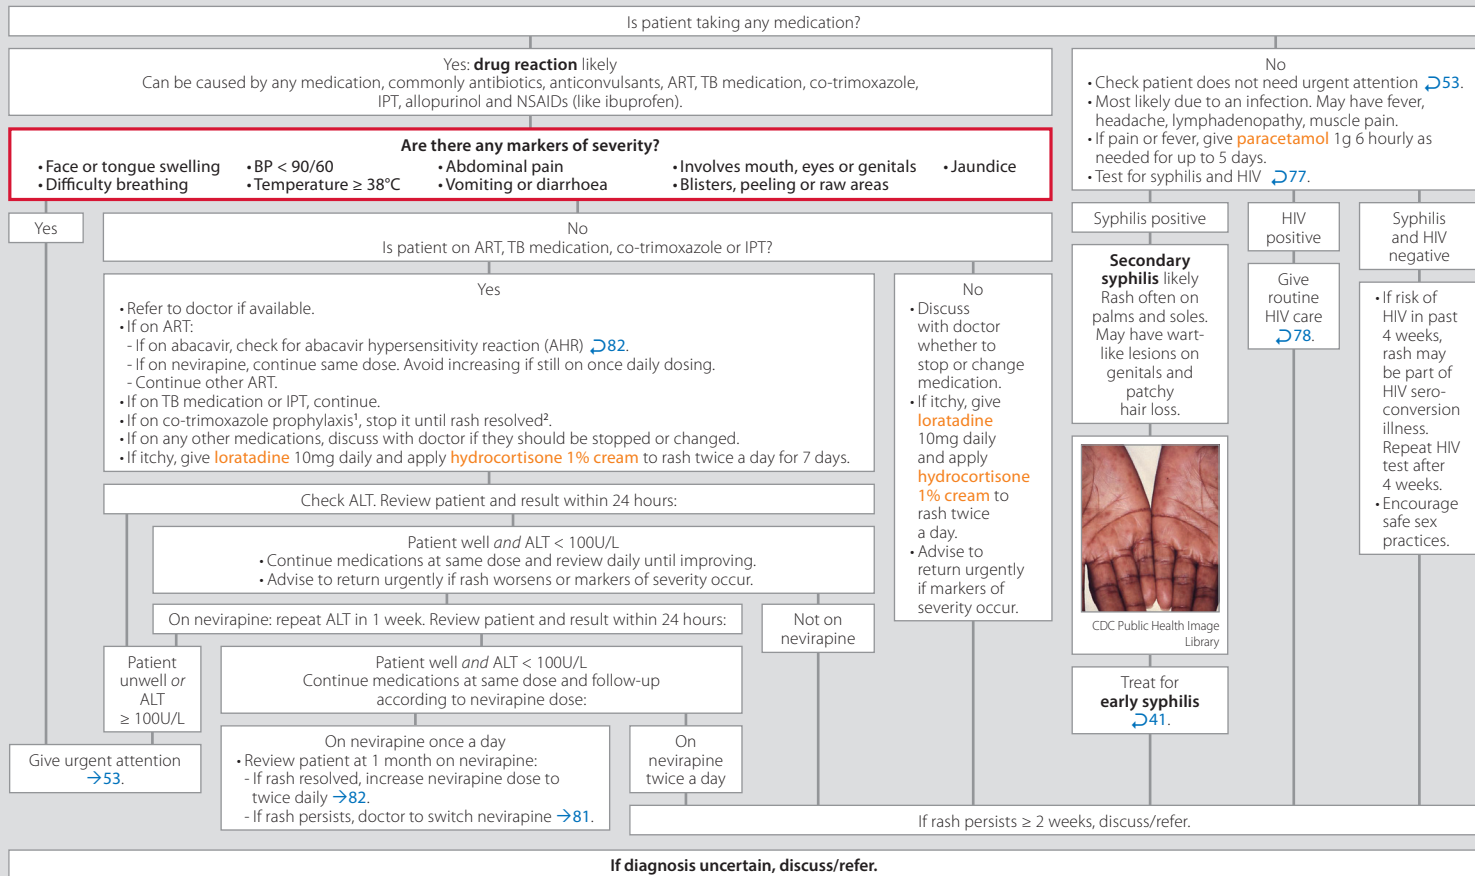 Is patient taking any medication?
Yes: drug reaction likely
Can be caused by any medication, commonly antibiotics, anticonvulsants, ART, TB medication, co-trimoxazole,
IPT, allopurinol and NSAIDs (like ibuprofen).
Are there any markers of severity?
• Face or tongue swelling • BP < 90/60 • Abdominal pain • Involves mouth, eyes or genitals • Jaundice
• Difficulty breathing • Temperature ≥ 38°C • Vomiting or diarrhoea • Blisters, peeling or raw areas
Yes
No
Is patient on ART, TB medication, co-trimoxazole or IPT?
Yes
• Refer to doctor if available.
• If on ART:
- If on abacavir, check for abacavir hypersensitivity reaction (AHR) ⮌82.
- If on nevirapine, continue same dose. Avoid increasing if still on once daily dosing.
- Continue other ART.
• If on TB medication or IPT, continue.
• If on co-trimoxazole prophylaxis¹, stop it until rash resolved².
• If on any other medications, discuss with doctor if they should be stopped or changed.
• If itchy, give loratadine 10mg daily and apply hydrocortisone 1% cream to rash twice a day for 7 days.
Check ALT. Review patient and result within 24 hours:
Patient well and ALT < 100U/L
• Continue medications at same dose and review daily until improving.
• Advise to return urgently if rash worsens or markers of severity occur.
On nevirapine: repeat ALT in 1 week. Review patient and result within 24 hours:
Not on
nevirapine
Patient
unwell or
ALT
≥ 100U/L
Patient well and ALT < 100U/L
Continue medications at same dose and follow-up
according to nevirapine dose:
Give urgent attention
→53.
On nevirapine once a day
• Review patient at 1 month on nevirapine:
- If rash resolved, increase nevirapine dose to
twice daily →82.
- If rash persists, doctor to switch nevirapine →81.
On
nevirapine
twice a day
No
• Discuss
with doctor
whether to
stop or change
medication.
• If itchy, give
loratadine
10mg daily
and apply
hydrocortisone
1% cream to
rash twice
a day.
• Advise to
return urgently
if markers of
severity occur.
No
• Check patient does not need urgent attention ⮌53.
• Most likely due to an infection. May have fever,
headache, lymphadenopathy, muscle pain.
• If pain or fever, give paracetamol 1g 6 hourly as
needed for up to 5 days.
• Test for syphilis and HIV ⮌77.
Syphilis positive
Secondary
syphilis likely
Rash often on
palms and soles.
May have wart-
like lesions on
genitals and
patchy
hair loss.
CDC Public Health Image
Library
Treat for
early syphilis
⮌41.
HIV
positive
Give
routine
HIV care
⮌78.
Syphilis
and HIV
negative
• If risk of
HIV in past
4 weeks,
rash may
be part of
HIV sero-
conversion
illness.
Repeat HIV
test after
4 weeks.
• Encourage
safe sex
practices.
If rash persists ≥ 2 weeks, discuss/refer.
If diagnosis uncertain, discuss/refer.